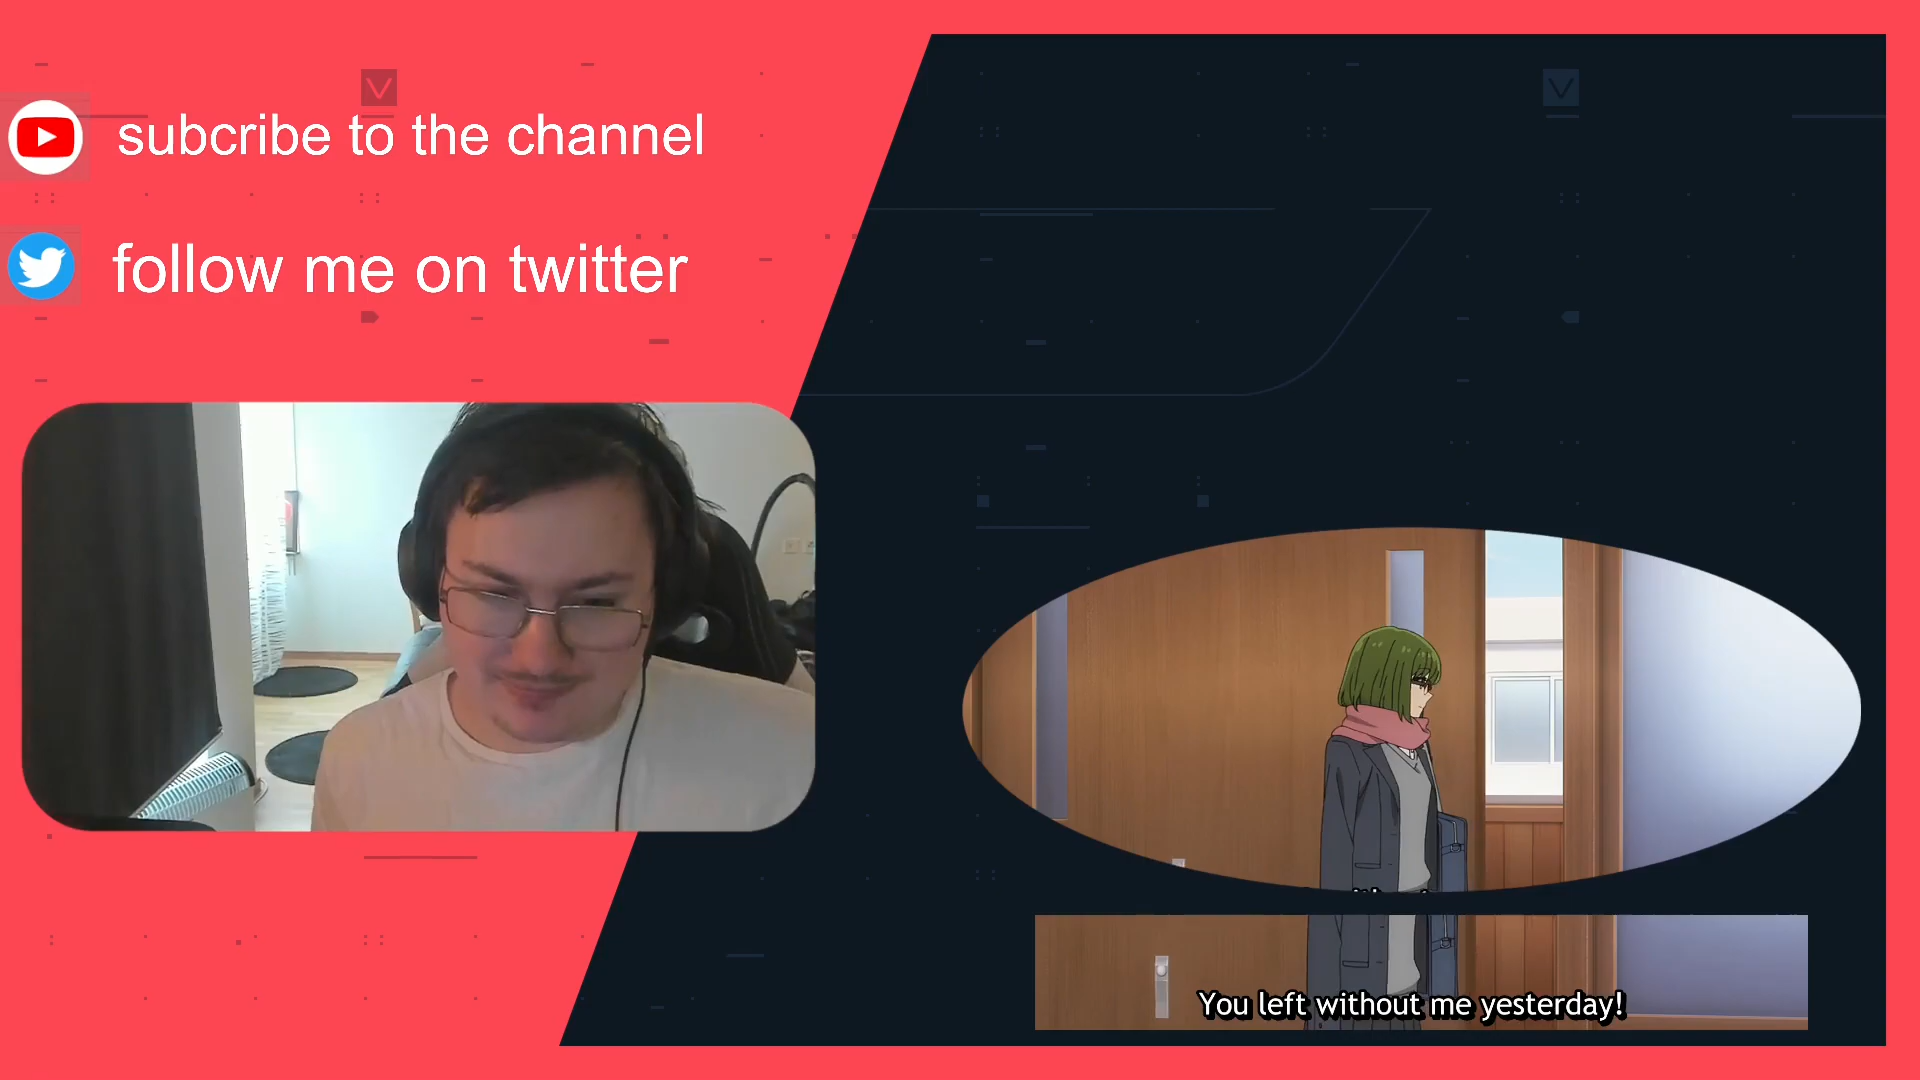 subcribe to the channel
follow me on twitter
You left without me yesterday!